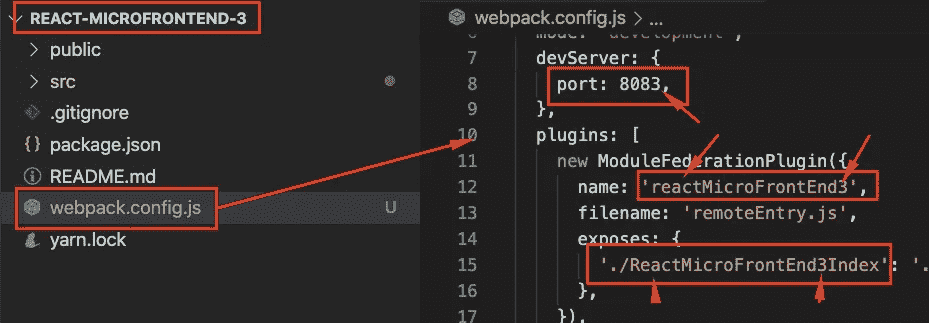 REACT-MICROFRONTEND-3
public
src
.gitignore
package.json
README.md
webpack.config.js U
yarn.lock
webpack.config.js > ...
6 mode: 'development',
7 devServer: {
8 port: 8083,
9 },
10 plugins: [
11 new ModuleFederationPlugin({
12 name: 'reactMicroFrontEnd3',
13 filename: 'remoteEntry.js',
14 exposes: {
15 './ReactMicroFrontEnd3Index': '.
16 },
17 }),